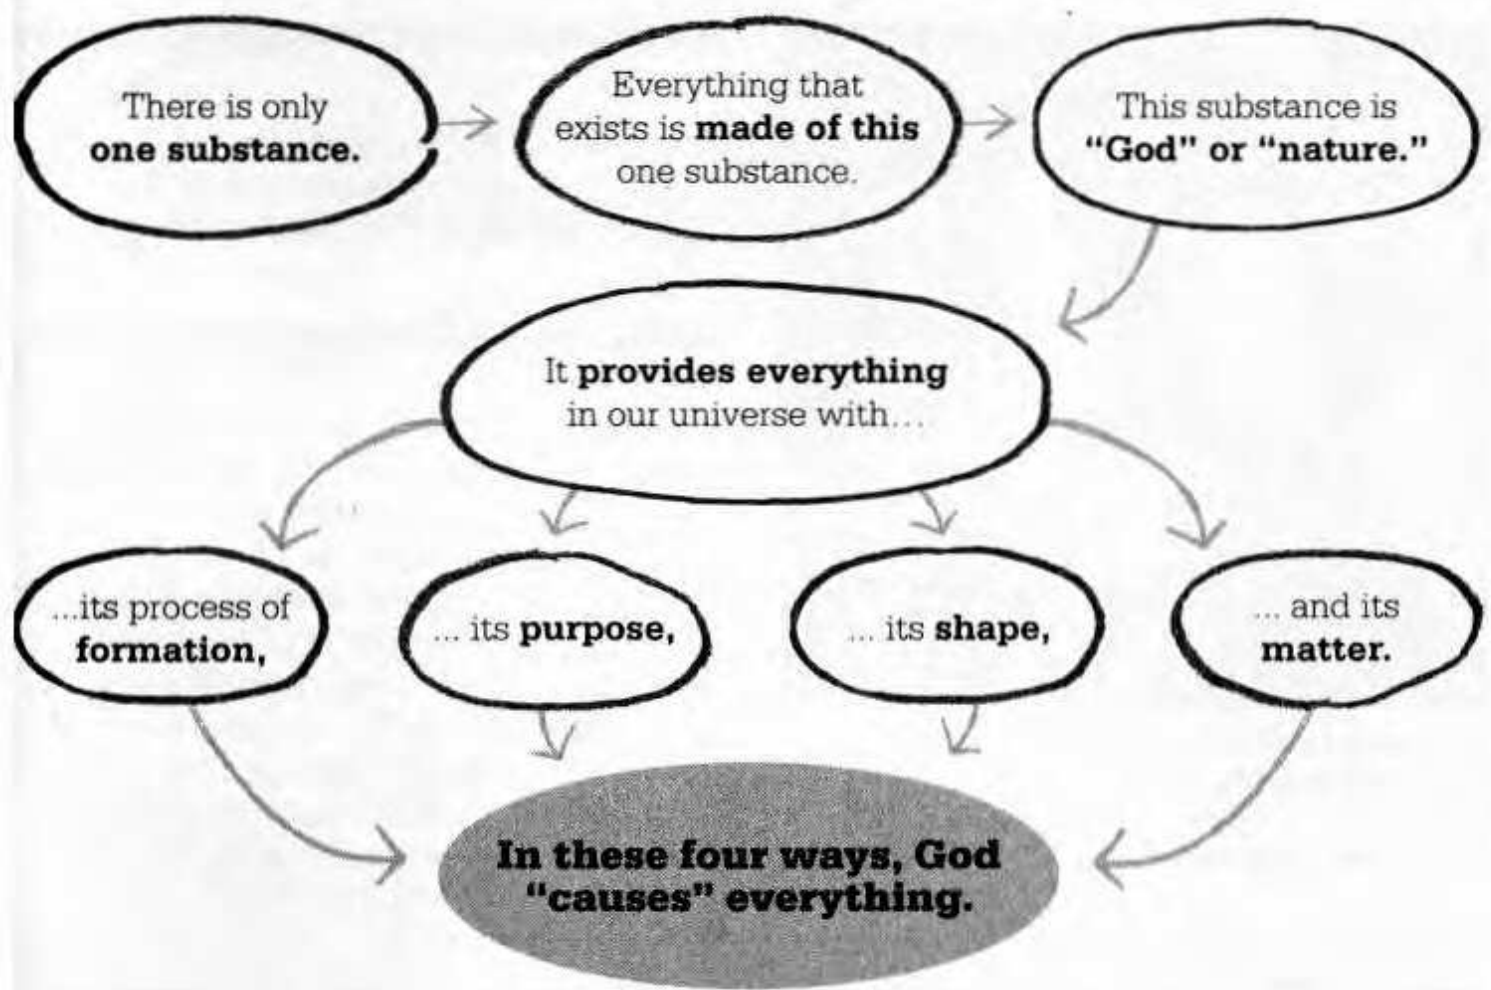 There is only
one substance.
Everything that
exists is made of this
one substance.
This substance is
“God” or “nature.”
It provides everything
in our universe with...
...its process of
formation,
... its purpose,
... its shape,
... and its
matter.
In these four ways, God
“causes” everything.